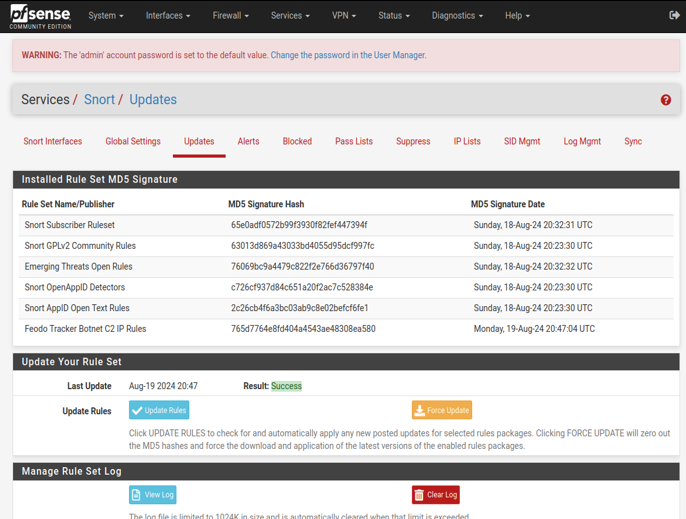 pfsense
COMMUNITY EDITION
System Interfaces Firewall Services VPN Status Diagnostics Help
WARNING: The 'admin' account password is set to the default value. Change the password in the User Manager.
Services / Snort / Updates
Snort Interfaces Global Settings Updates Alerts Blocked Pass Lists Suppress IP Lists SID Mgmt Log Mgmt Sync
Installed Rule Set MD5 Signature
Rule Set Name/Publisher MD5 Signature Hash MD5 Signature Date
Snort Subscriber Ruleset 65e0adf0572b99f3930f82fef447394f Sunday, 18-Aug-24 20:32:31 UTC
Snort GPLv2 Community Rules 63013d869a43033bd4055d95dcf997fc Sunday, 18-Aug-24 20:23:30 UTC
Emerging Threats Open Rules 76069bc9a4479c822f2e766d36797f40 Sunday, 18-Aug-24 20:32:32 UTC
Snort OpenAppID Detectors c726cf937d84c651a20f2ac7c528384e Sunday, 18-Aug-24 20:23:30 UTC
Snort AppID Open Text Rules 2c26cb4f6a3bc03ab9c8e02befcf6fe1 Sunday, 18-Aug-24 20:23:30 UTC
Feodo Tracker Botnet C2 IP Rules 765d7764e8fd404a4543ae48308ea580 Monday, 19-Aug-24 20:47:04 UTC
Update Your Rule Set
Last Update Aug-19 2024 20:47 Result: Success
Update Rules Update Rules Force Update
Click UPDATE RULES to check for and automatically apply any new posted updates for selected rules packages. Clicking FORCE UPDATE will zero out
the MD5 hashes and force the download and application of the latest versions of the enabled rules packages.
Manage Rule Set Log
View Log Clear Log
The log file is limited to 1024K in size and is automatically cleared when that limit is exceeded.